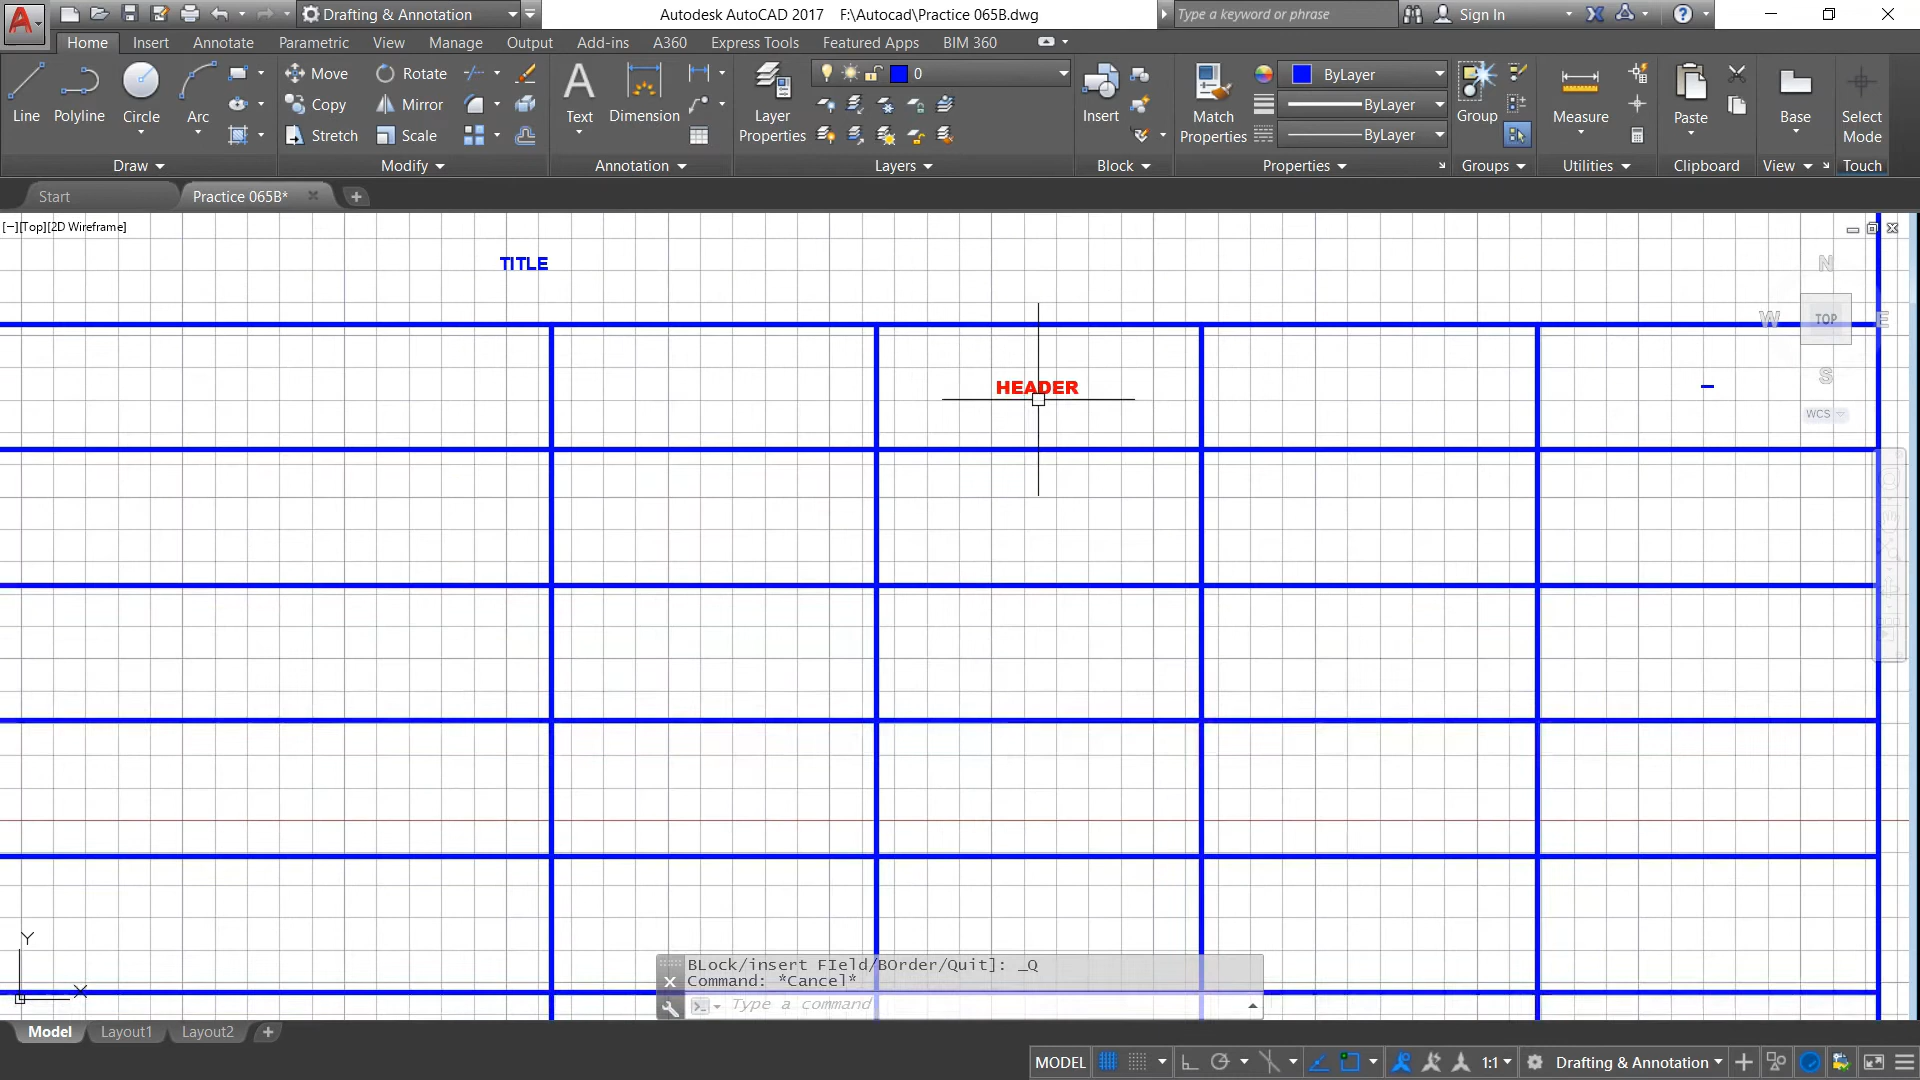 Drafting & Annotation
Autodesk AutoCAD 2017 F:\Autocad\Practice 065B.dwg
Type a keyword or phrase
Sign In
Home Insert Annotate Parametric View Manage Output Add-ins A360 Express Tools Featured Apps BIM 360
Line
Polyline
Circle
Arc
Move
Copy
Stretch
Rotate
Mirror
Scale
Text
Dimension
Layer Properties
0
Insert
Match Properties
ByLayer
ByLayer
ByLayer
Group
Measure
Paste
Base
Select Mode
Draw Modify Annotation Layers Block Properties Groups Utilities Clipboard View Touch
Start Practice 065B*
[−][Top][2D Wireframe]
TITLE
HEADER
N
W TOP E
S
WCS
Y
X
BLock/insert FIeld/BOrder/Quit]: _Q
Command: *Cancel*
Type a command
Model Layout1 Layout2
MODEL 1:1 Drafting & Annotation